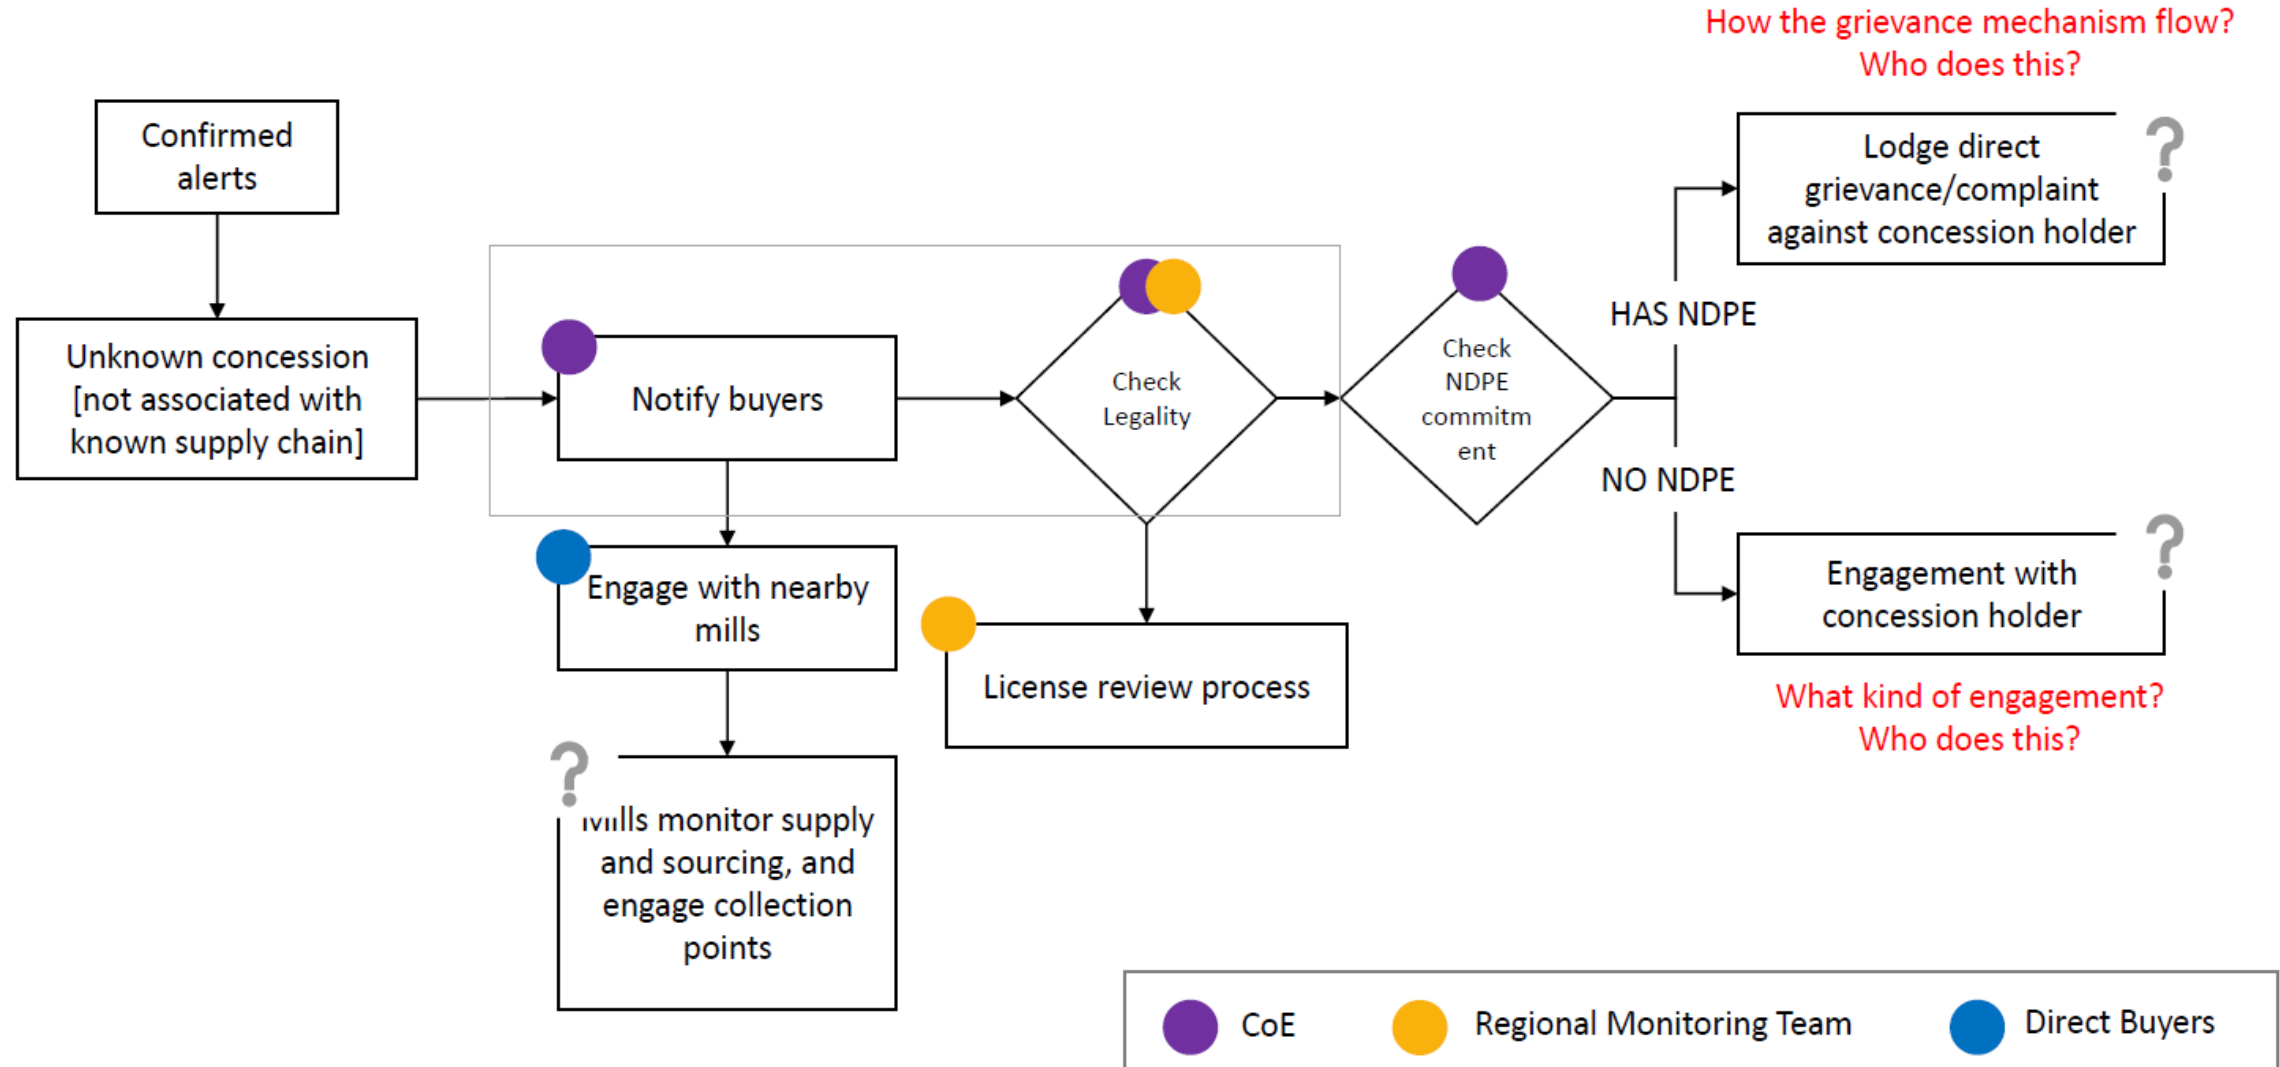 How the grievance mechanism flow?
Who does this?
Confirmed
alerts
Lodge direct
grievance/complaint
against concession holder
?
HAS NDPE
Unknown concession
[not associated with
known supply chain]
Notify buyers
Check
Legality
Check
NDPE
commitm
ent
NO NDPE
Engage with nearby
mills
License review process
Engagement with
concession holder
?
What kind of engagement?
Who does this?
?
Mills monitor supply
and sourcing, and
engage collection
points
CoE
Regional Monitoring Team
Direct Buyers